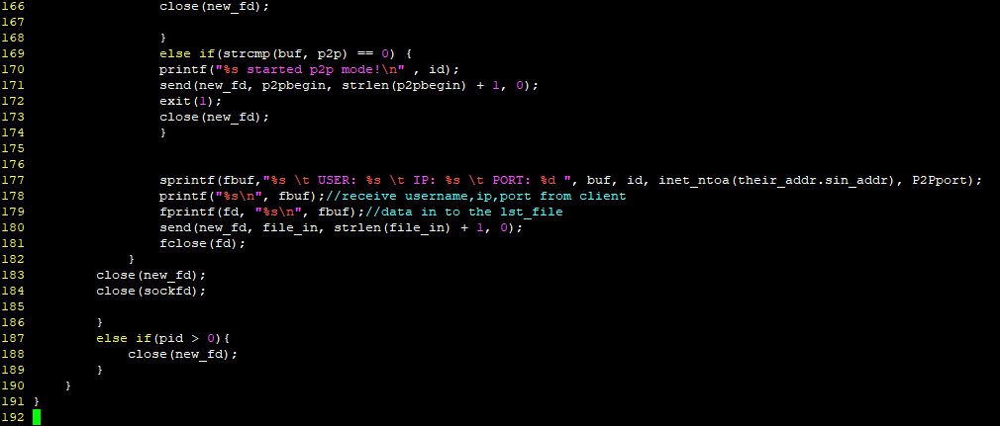 166                 close(new_fd);
167
168                 }
169                 else if(strcmp(buf, p2p) == 0) {
170                 printf("%s started p2p mode!\n" , id);
171                 send(new_fd, p2pbegin, strlen(p2pbegin) + 1, 0);
172                 exit(1);
173                 close(new_fd);
174                 }
175
176
177                 sprintf(fbuf,"%s \t USER: %s \t IP: %s \t PORT: %d ", buf, id, inet_ntoa(their_addr.sin_addr), P2Pport);
178                 printf("%s\n", fbuf);//receive username,ip,port from client
179                 fprintf(fd, "%s\n", fbuf);//data in to the lst_file
180                 send(new_fd, file_in, strlen(file_in) + 1, 0);
181                 fclose(fd);
182             }
183         close(new_fd);
184         close(sockfd);
185
186         }
187         else if(pid > 0){
188             close(new_fd);
189         }
190     }
191 }
192